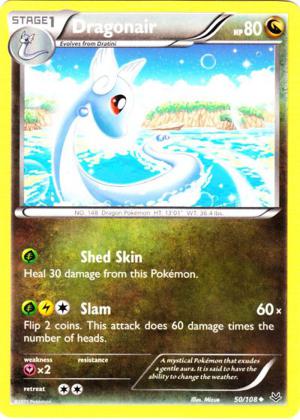 STAGE 1
Dragonair
HP 80
Evolves from Dratini
NO. 148 Dragon Pokémon HT: 13'01" WT: 36.4 lbs.
Shed Skin
Heal 30 damage from this Pokémon.
Slam 60×
Flip 2 coins. This attack does 60 damage times the
number of heads.
weakness
×2
resistance
retreat
A mystical Pokémon that exudes
a gentle aura. It is said to have the
ability to change the weather.
©2015 Pokémon
Illus. Mizue
50/108